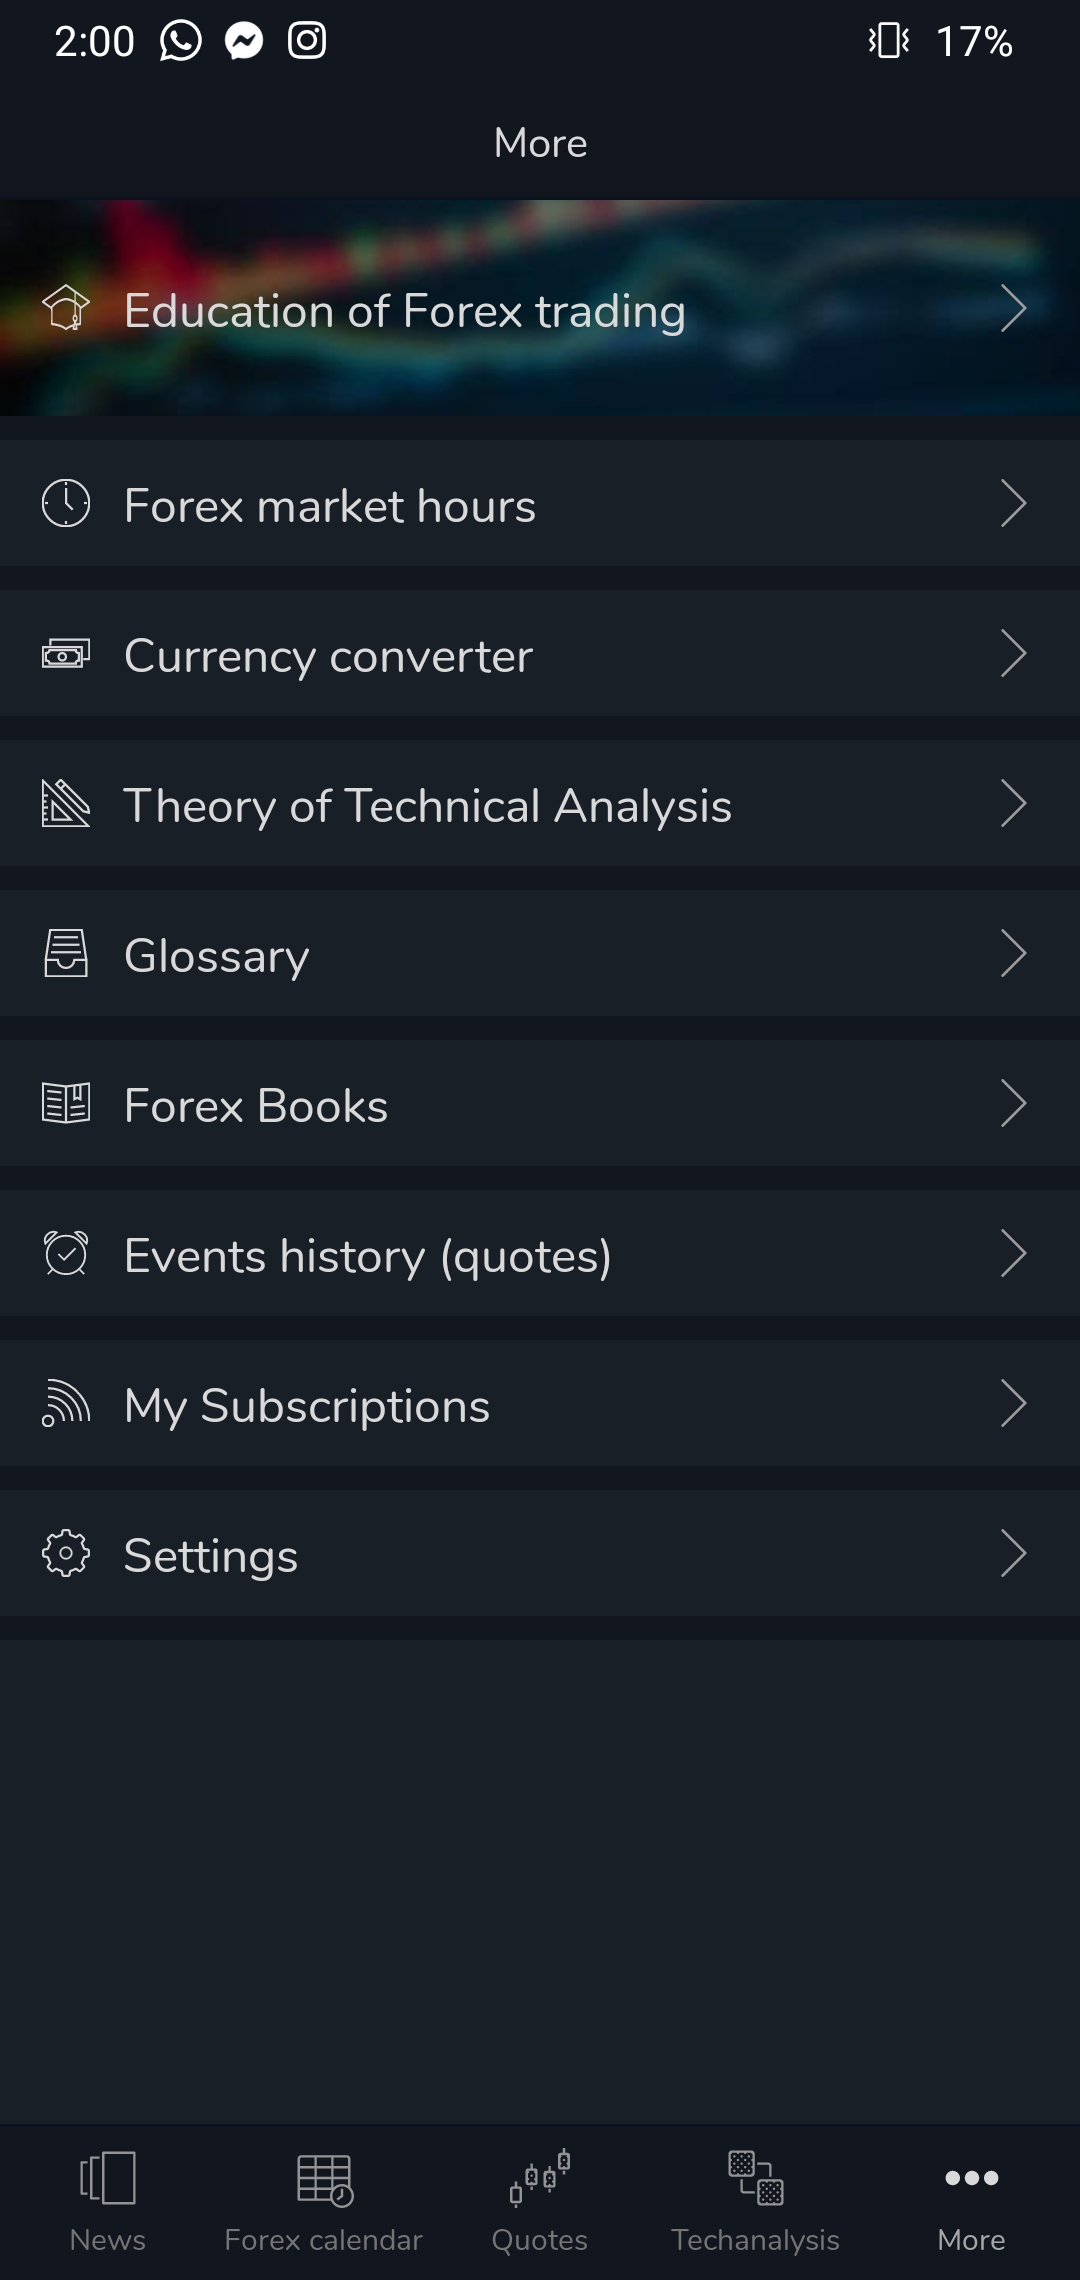 2:00 17%
More
Education of Forex trading
Forex market hours
Currency converter
Theory of Technical Analysis
Glossary
Forex Books
Events history (quotes)
My Subscriptions
Settings
News Forex calendar Quotes Techanalysis More